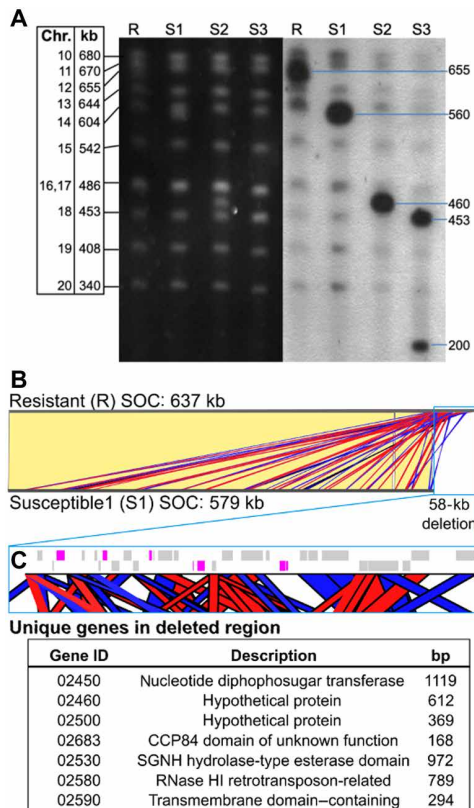 A
Chr. kb
R S1 S2 S3 R S1 S2 S3
10 680
11 670
12 655
13 644
14 604
15 542
16,17 486
18 453
19 408
20 340
655
560
460
453
200
B
Resistant (R) SOC: 637 kb
Susceptible1 (S1) SOC: 579 kb
58-kb
deletion
C
Unique genes in deleted region
Gene ID Description bp
02450 Nucleotide diphophosugar transferase 1119
02460 Hypothetical protein 612
02500 Hypothetical protein 369
02683 CCP84 domain of unknown function 168
02530 SGNH hydrolase-type esterase domain 972
02580 RNase HI retrotransposon-related 789
02590 Transmembrane domain–containing 294